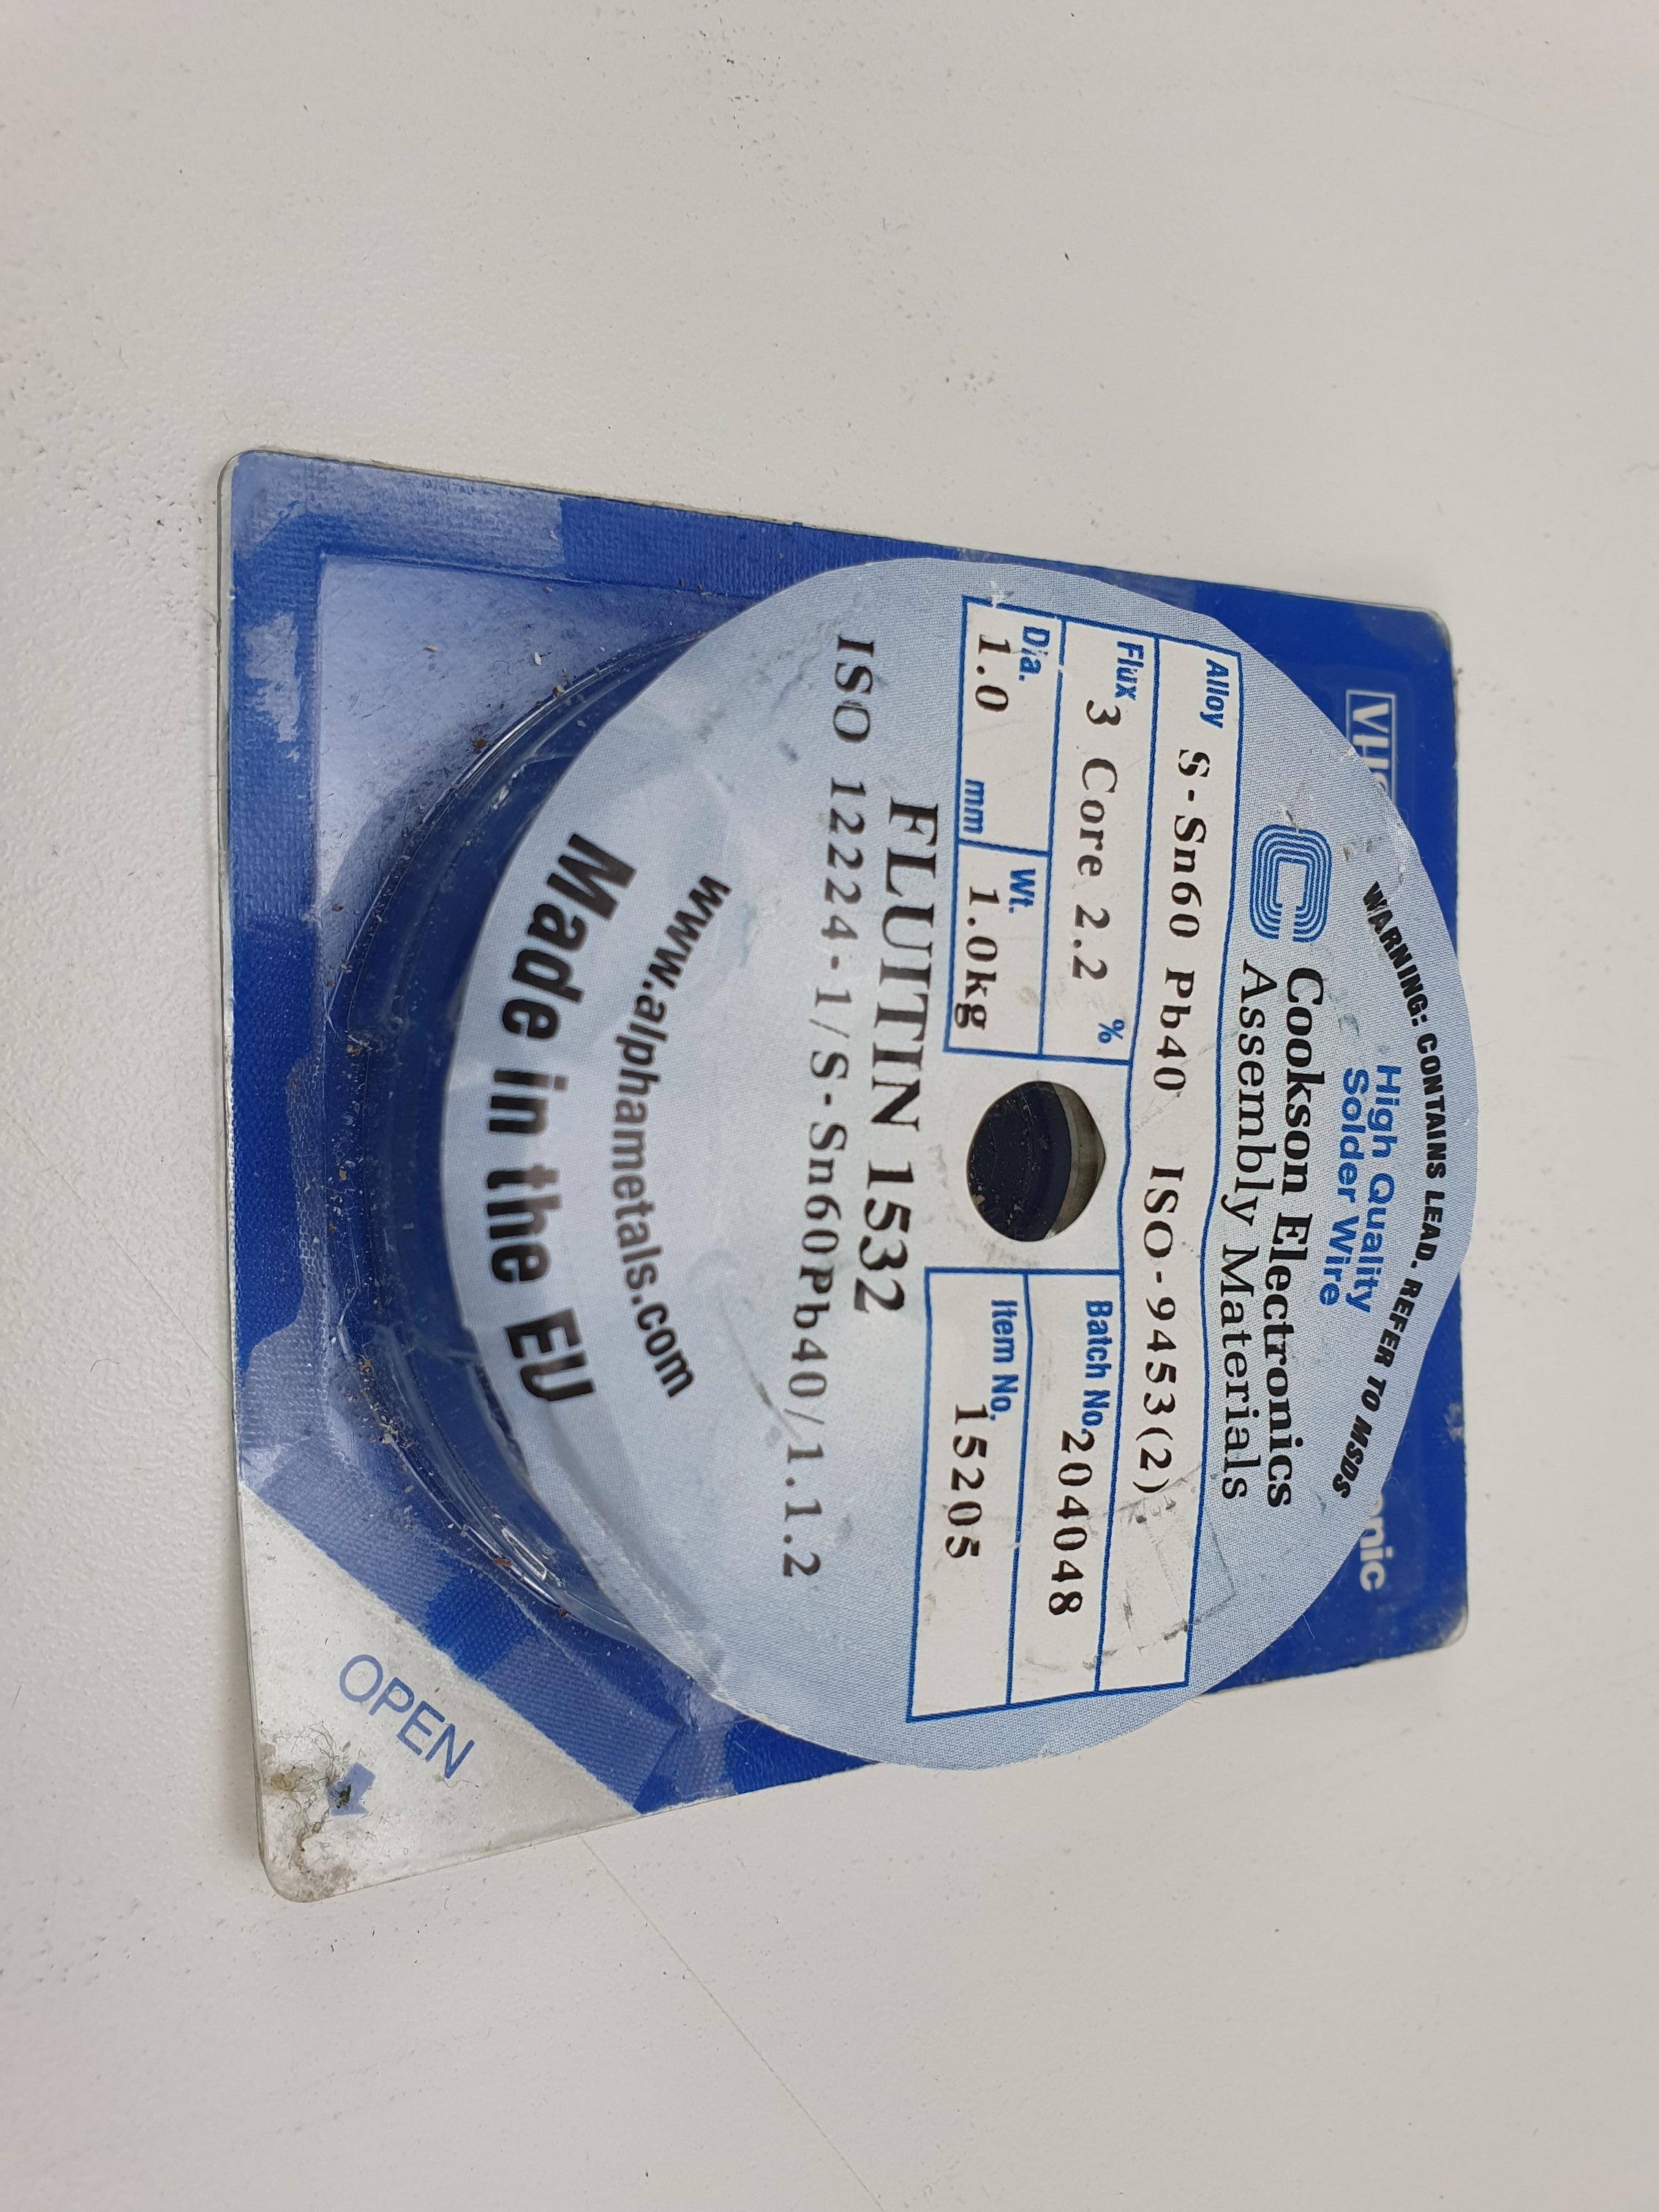 WARNING: CONTAINS LEAD. REFER TO MSDS
High Quality
Solder Wire
Cookson Electronics
Assembly Materials
Alloy S-Sn60 Pb40 ISO-9453(2)
Flux 3 Core 2.2 %
Batch No. 204048
Dia. 1.0 mm Wt. 1.0kg
Item No. 15205
FLUITIN 1532
ISO 12224-1/S-Sn60Pb40/1.1.2
www.alphametals.com
Made in the EU
OPEN